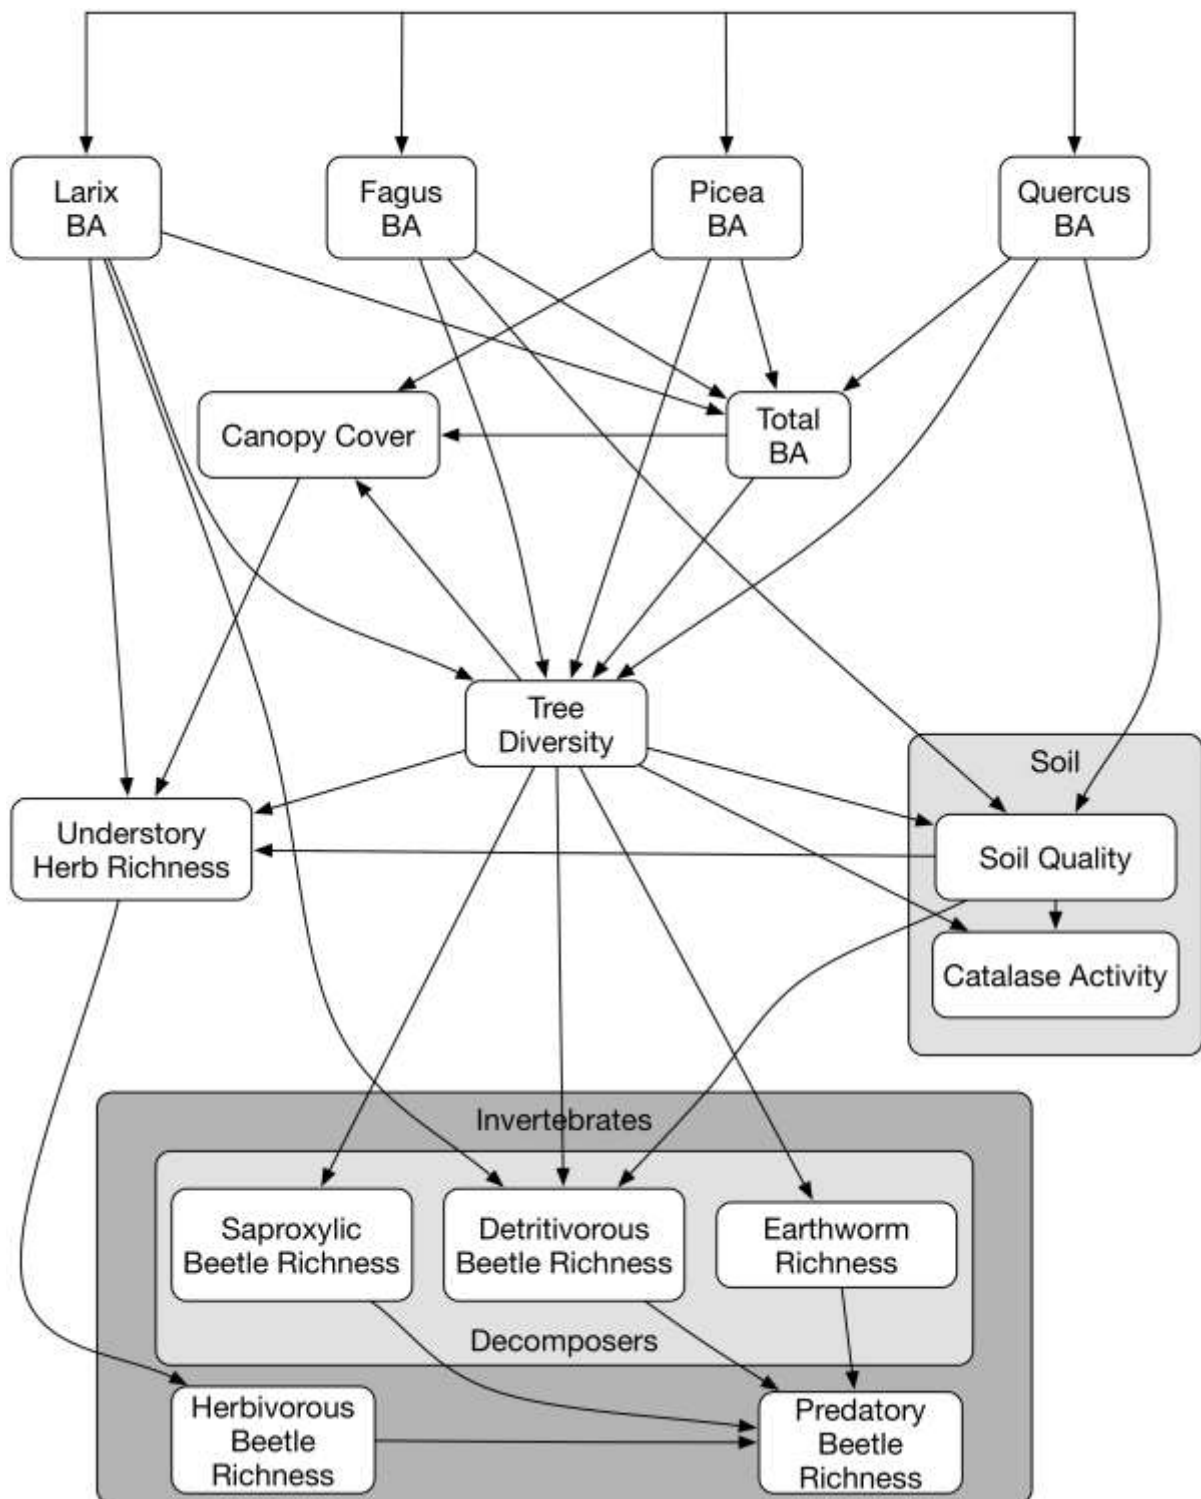 Larix
BA
Fagus
BA
Picea
BA
Quercus
BA
Canopy Cover
Total
BA
Tree
Diversity
Soil
Understory
Herb Richness
Soil Quality
Catalase Activity
Invertebrates
Saproxylic
Beetle Richness
Detritivorous
Beetle Richness
Earthworm
Richness
Decomposers
Herbivorous
Beetle
Richness
Predatory
Beetle
Richness